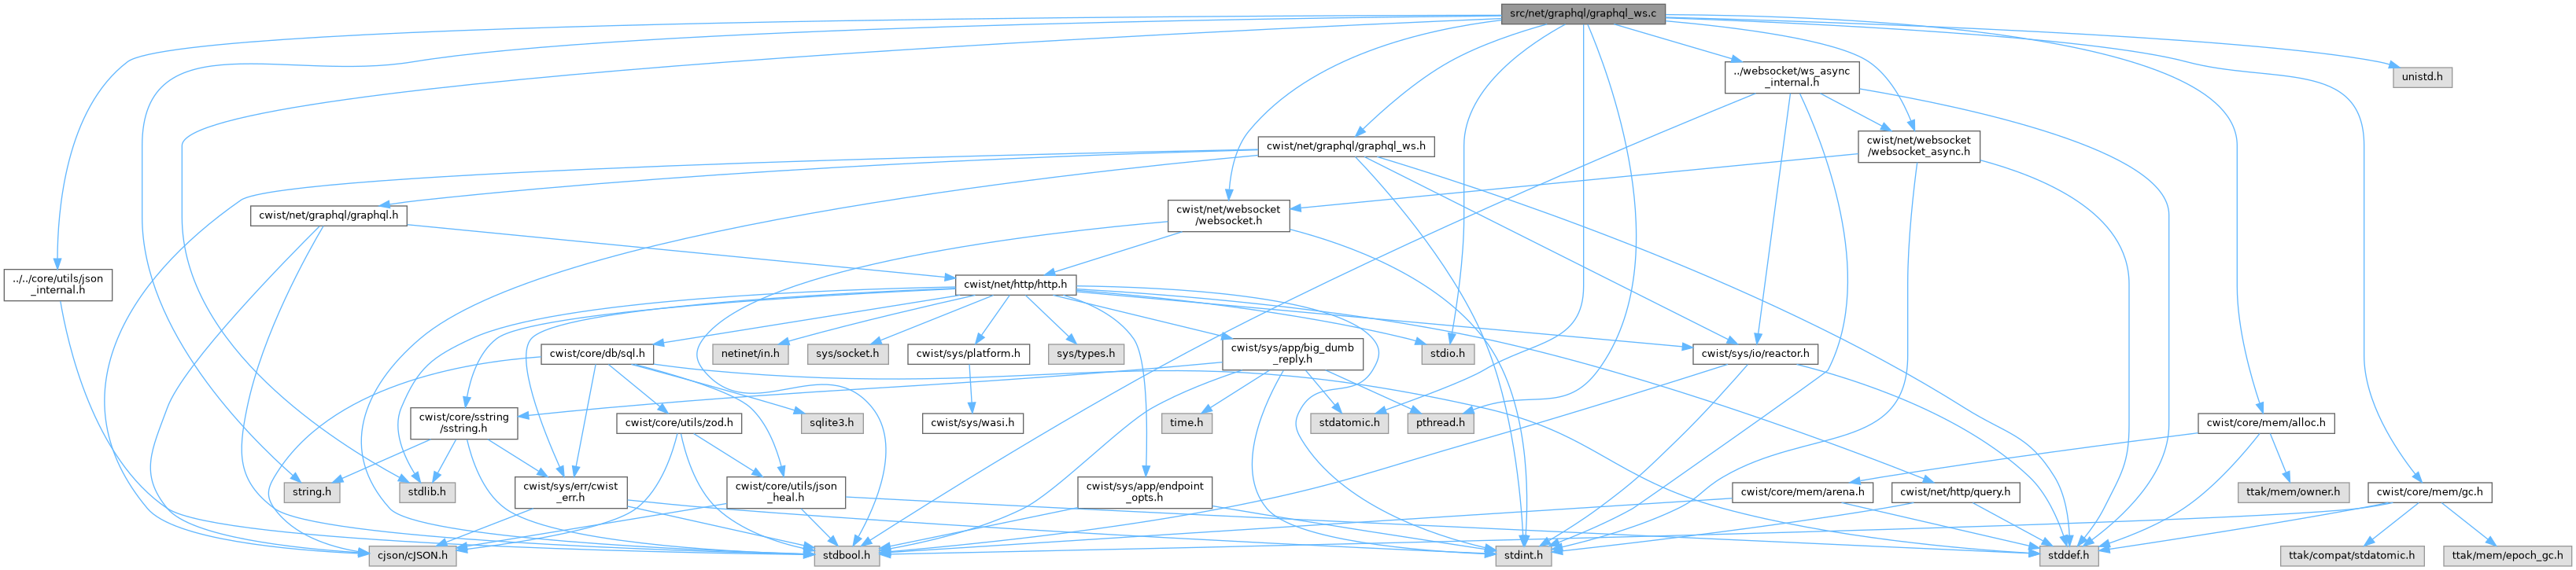 src/net/graphql/graphql_ws.c
../websocket/ws_async
_internal.h
unistd.h
cwist/net/graphql/graphql_ws.h
cwist/net/websocket
/websocket_async.h
cwist/net/graphql/graphql.h
cwist/net/websocket
/websocket.h
../../core/utils/json
_internal.h
cwist/net/http/http.h
cwist/core/db/sql.h
netinet/in.h
sys/socket.h
cwist/sys/platform.h
sys/types.h
cwist/sys/app/big_dumb
_reply.h
stdio.h
cwist/sys/io/reactor.h
cwist/core/sstring
/sstring.h
cwist/core/utils/zod.h
sqlite3.h
cwist/sys/wasi.h
time.h
stdatomic.h
pthread.h
cwist/core/mem/alloc.h
string.h
stdlib.h
cwist/sys/err/cwist
_err.h
cwist/core/utils/json
_heal.h
cwist/sys/app/endpoint
_opts.h
cwist/core/mem/arena.h
cwist/net/http/query.h
ttak/mem/owner.h
cwist/core/mem/gc.h
cjson/cJSON.h
stdbool.h
stdint.h
stddef.h
ttak/compat/stdatomic.h
ttak/mem/epoch_gc.h